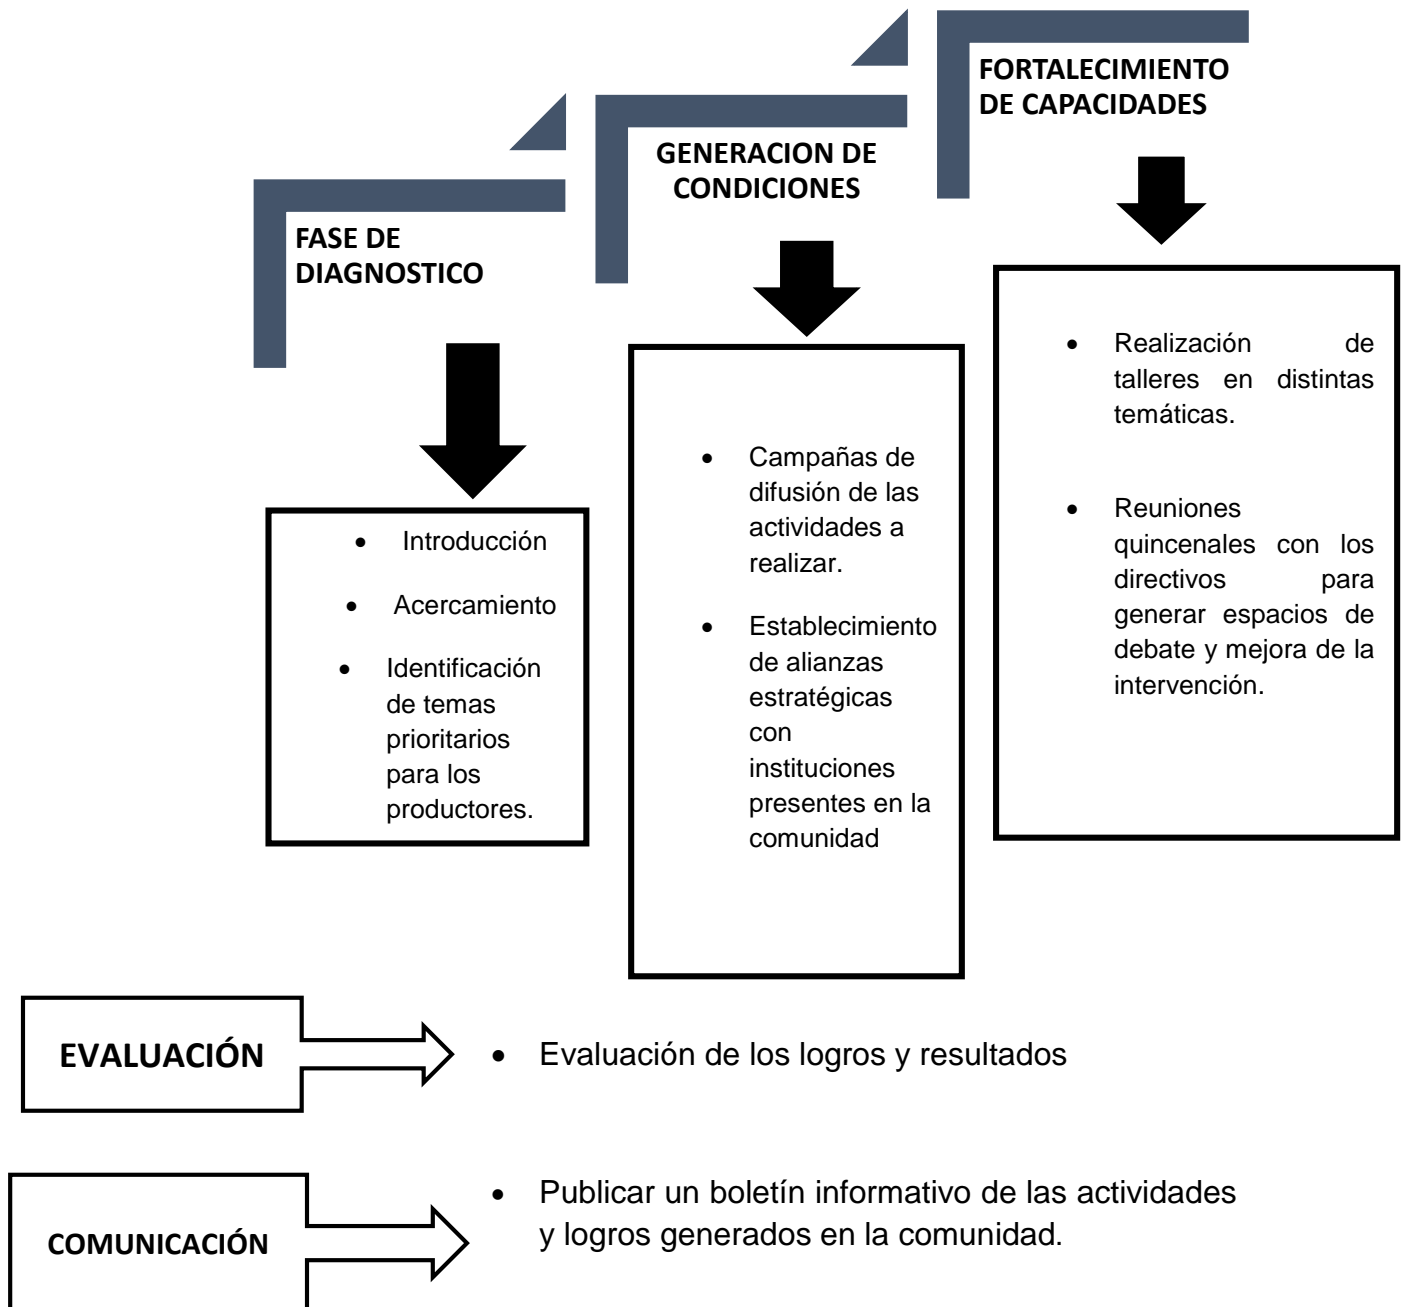 FORTALECIMIENTO
DE CAPACIDADES
GENERACION DE
CONDICIONES
FASE DE
DIAGNOSTICO
• Introducción
• Acercamiento
• Identificación
de temas
prioritarios
para los
productores.
• Campañas de
difusión de las
actividades a
realizar.
• Establecimiento
de alianzas
estratégicas
con
instituciones
presentes en la
comunidad
• Realización de
talleres en distintas
temáticas.
• Reuniones
quincenales con los
directivos para
generar espacios de
debate y mejora de la
intervención.
EVALUACIÓN
• Evaluación de los logros y resultados
COMUNICACIÓN
• Publicar un boletín informativo de las actividades
y logros generados en la comunidad.